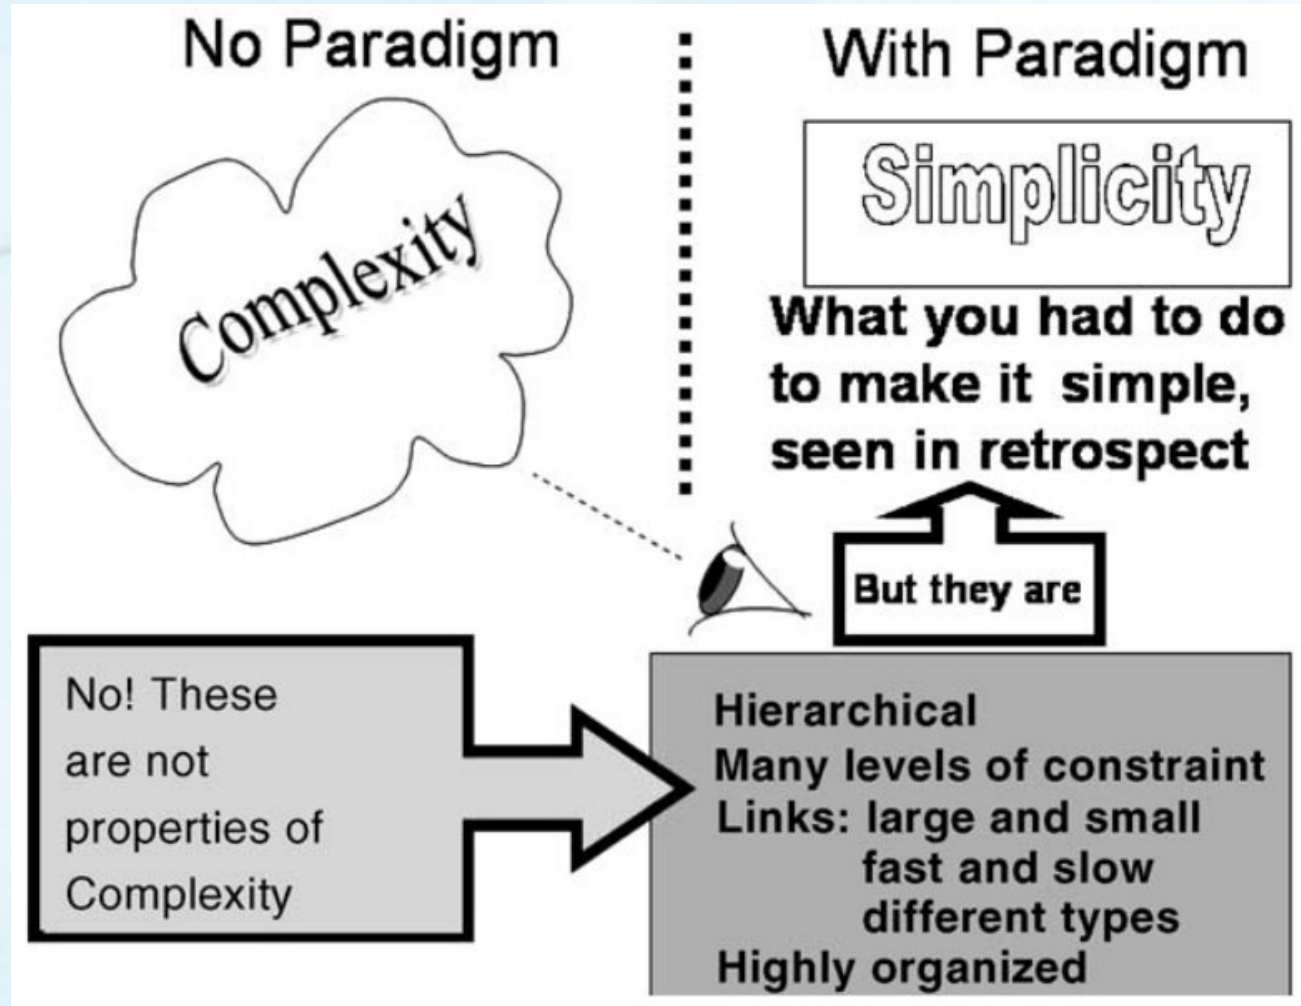 No Paradigm
Complexity
With Paradigm
Simplicity
What you had to do
to make it simple,
seen in retrospect
But they are
No! These
are not
properties of
Complexity
Hierarchical
Many levels of constraint
Links: large and small
fast and slow
different types
Highly organized